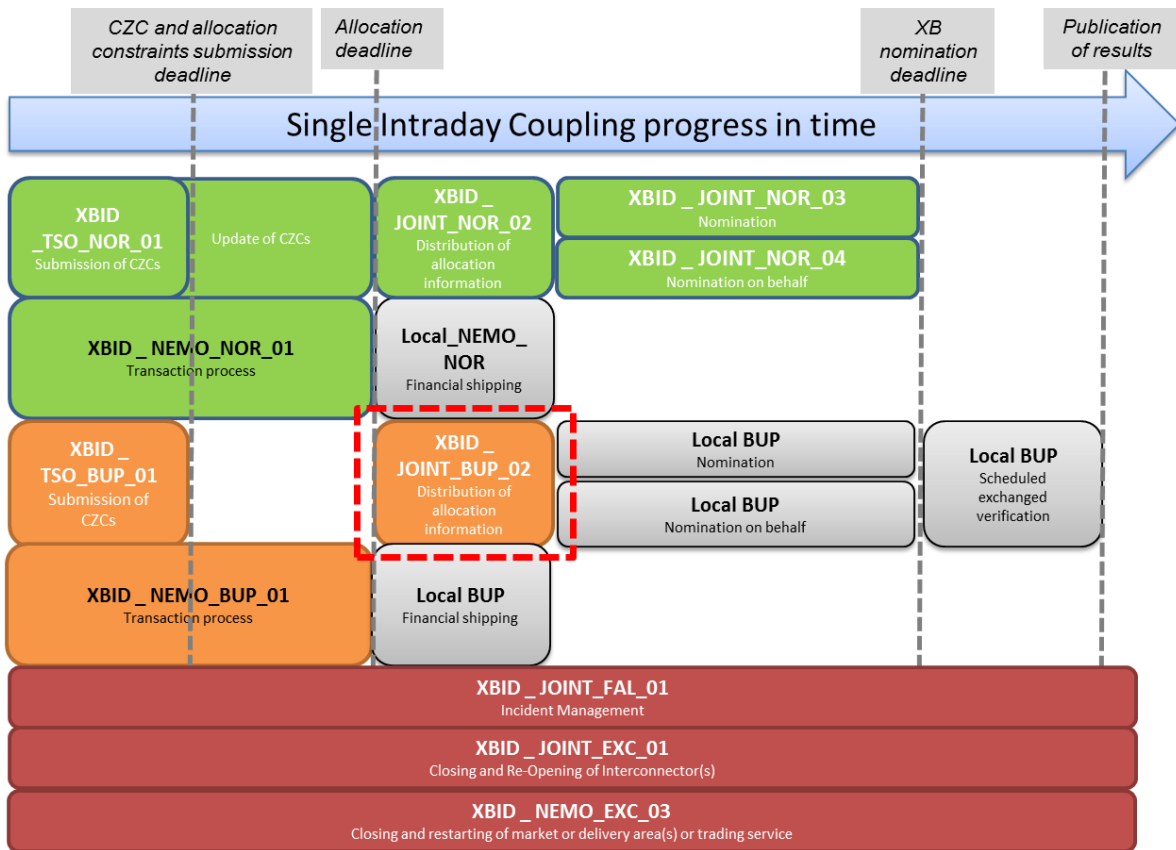 CZC and allocation
constraints submission
deadline
Allocation
deadline
XB
nomination
deadline
Publication
of results
Single Intraday Coupling progress in time
XBID
_TSO_NOR_01
Submission of CZCs
Update of CZCs
XBID _
JOINT_NOR_02
Distribution of
allocation
information
XBID _ JOINT_NOR_03
Nomination
XBID _ JOINT_NOR_04
Nomination on behalf
XBID _ NEMO_NOR_01
Transaction process
Local_NEMO_
NOR
Financial shipping
XBID _
TSO_BUP_01
Submission of
CZCs
XBID _
JOINT_BUP_02
Distribution of
allocation
information
Local BUP
Nomination
Local BUP
Nomination on behalf
Local BUP
Scheduled
exchanged
verification
XBID _ NEMO_BUP_01
Transaction process
Local BUP
Financial shipping
XBID _ JOINT_FAL_01
Incident Management
XBID _ JOINT_EXC_01
Closing and Re-Opening of Interconnector(s)
XBID _ NEMO_EXC_03
Closing and restarting of market or delivery area(s) or trading service